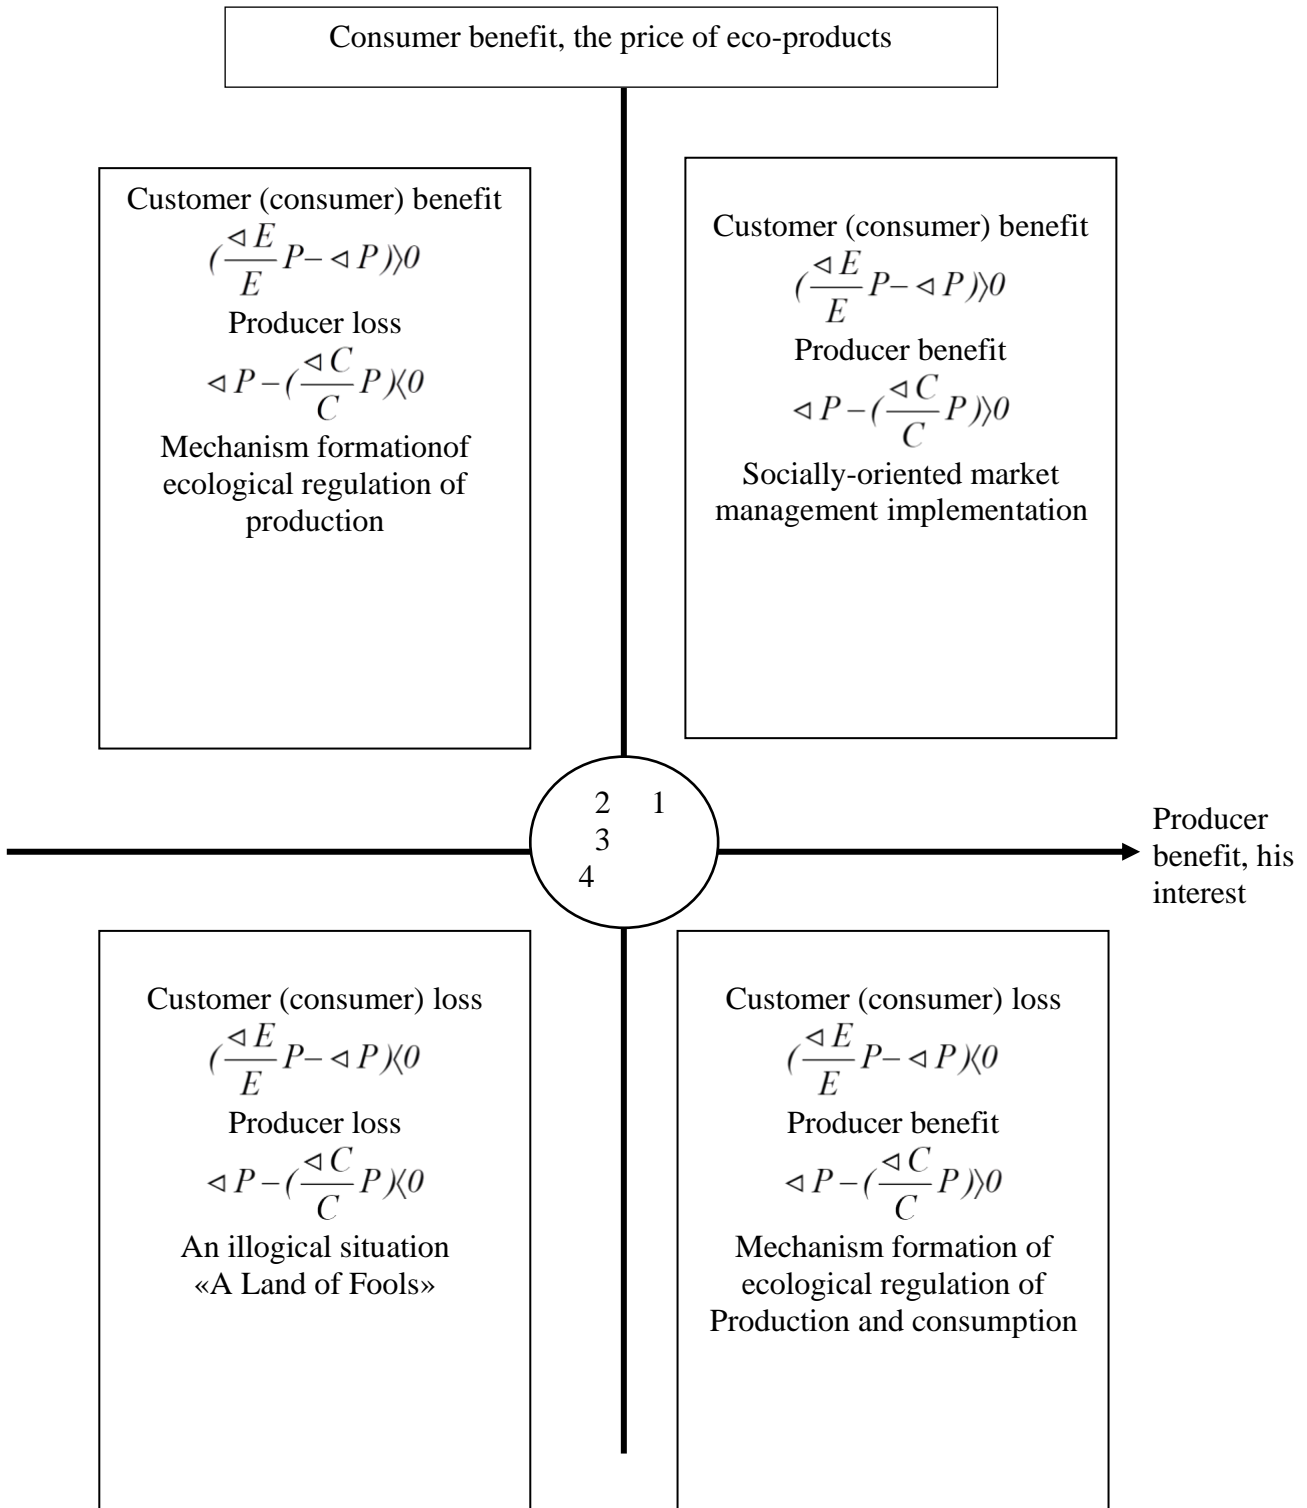 Consumer benefit, the price of eco-products
Customer (consumer) benefit
(⊲E/E P–⊲P)⟩0
Producer loss
⊲P–(⊲C/C P)⟨0
Mechanism formationof
ecological regulation of
production
Customer (consumer) benefit
(⊲E/E P–⊲P)⟩0
Producer benefit
⊲P–(⊲C/C P)⟩0
Socially-oriented market
management implementation
2 1
3
4
Producer
benefit, his
interest
Customer (consumer) loss
(⊲E/E P–⊲P)⟨0
Producer loss
⊲P–(⊲C/C P)⟨0
An illogical situation
«A Land of Fools»
Customer (consumer) loss
(⊲E/E P–⊲P)⟨0
Producer benefit
⊲P–(⊲C/C P)⟩0
Mechanism formation of
ecological regulation of
Production and consumption